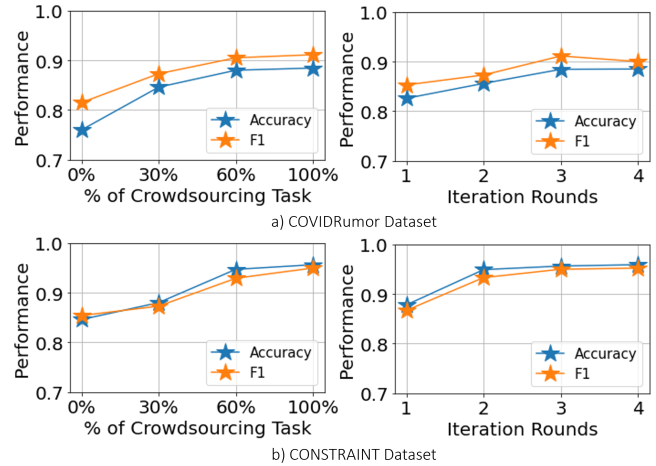 1.0
0.9
0.8
0.7
Performance
0% 30% 60% 100%
% of Crowdsourcing Task
Accuracy
F1
1.0
0.9
0.8
0.7
Performance
1 2 3 4
Iteration Rounds
Accuracy
F1
a) COVIDRumor Dataset
1.0
0.9
0.8
0.7
Performance
0% 30% 60% 100%
% of Crowdsourcing Task
Accuracy
F1
1.0
0.9
0.8
0.7
Performance
1 2 3 4
Iteration Rounds
Accuracy
F1
b) CONSTRAINT Dataset